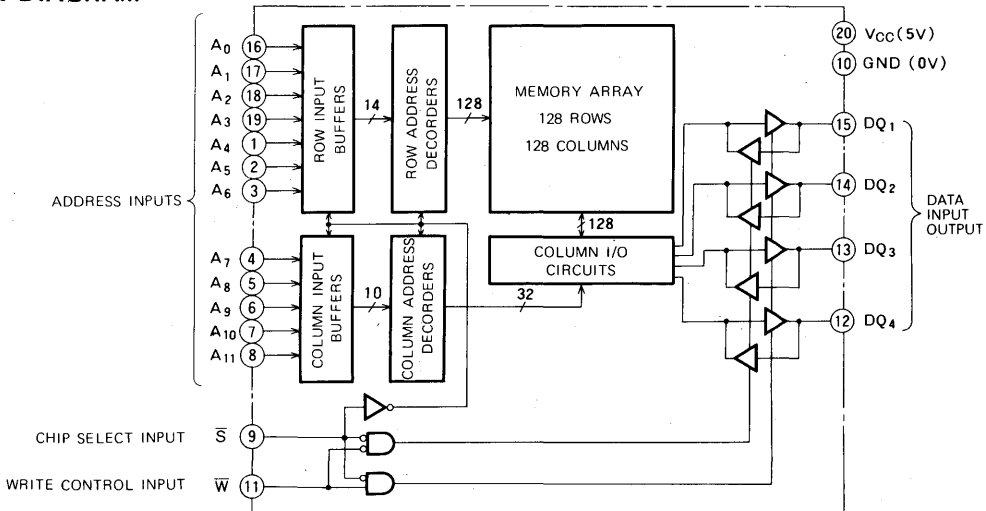 ADDRESS INPUTS
A0 16
A1 17
A2 18
A3 19
A4 1
A5 2
A6 3
A7 4
A8 5
A9 6
A10 7
A11 8
ROW INPUT
BUFFERS
14
ROW ADDRESS
DECORDERS
128
MEMORY ARRAY
128 ROWS
128 COLUMNS
128
COLUMN INPUT
BUFFERS
10
COLUMN ADDRESS
DECORDERS
32
COLUMN I/O
CIRCUITS
20 VCC (5V)
10 GND (0V)
15 DQ1
14 DQ2
13 DQ3
12 DQ4
DATA
INPUT
OUTPUT
CHIP SELECT INPUT S̅ 9
WRITE CONTROL INPUT W̅ 11